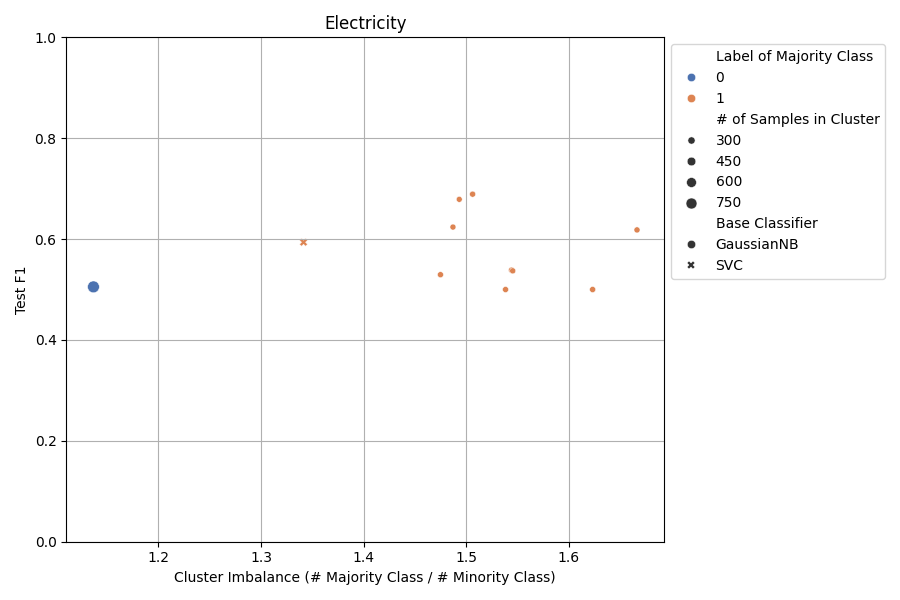 Electricity
1.0
0.8
0.6
0.4
0.2
0.0
Test F1
1.2
1.3
1.4
1.5
1.6
Cluster Imbalance (# Majority Class / # Minority Class)
Label of Majority Class
0
1
# of Samples in Cluster
300
450
600
750
Base Classifier
GaussianNB
SVC